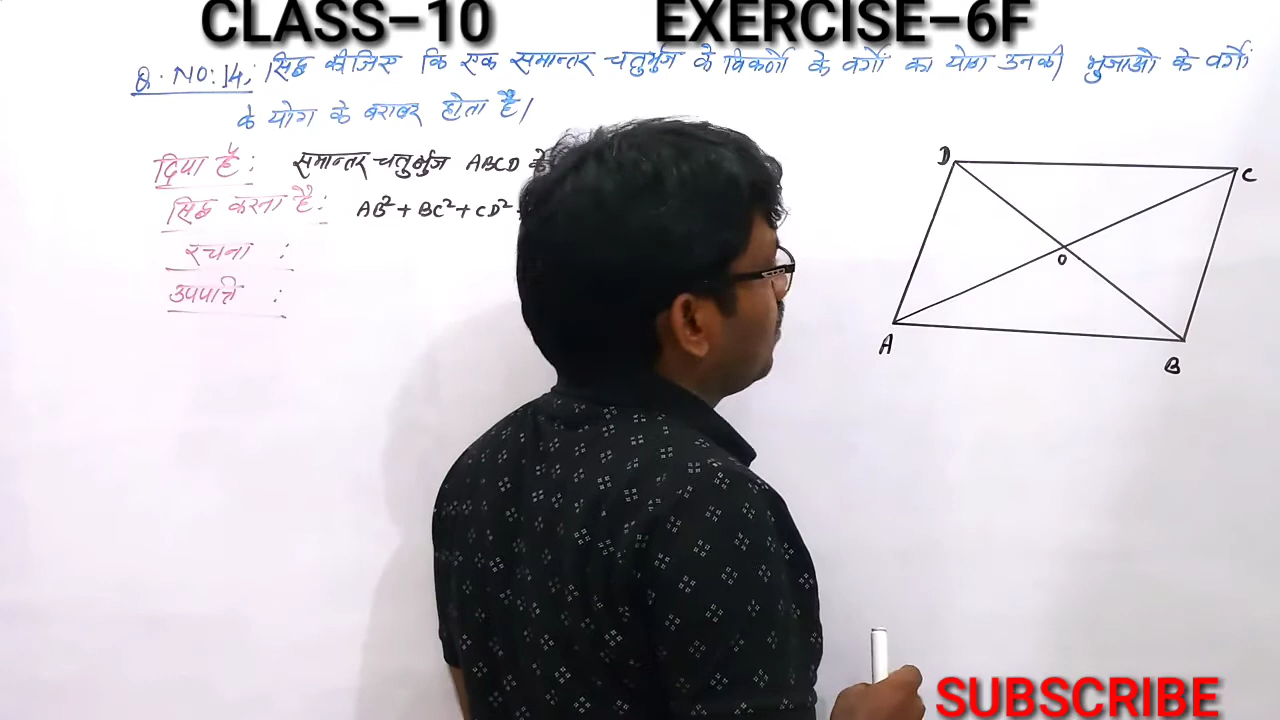 CLASS-10 EXERCISE-6F
Q. NO: 14: सिद्ध कीजिए कि एक समान्तर चतुर्भुज के विकर्णो के वर्गो का योग उनकी भुजाओ के वर्गो
के योग के बराबर होता है।
दिया है: समान्तर चतुर्भुज ABCD के
सिद्ध करना है: AB²+BC²+CD²
रचना :
उपपत्ति :
D
C
O
A
B
SUBSCRIBE